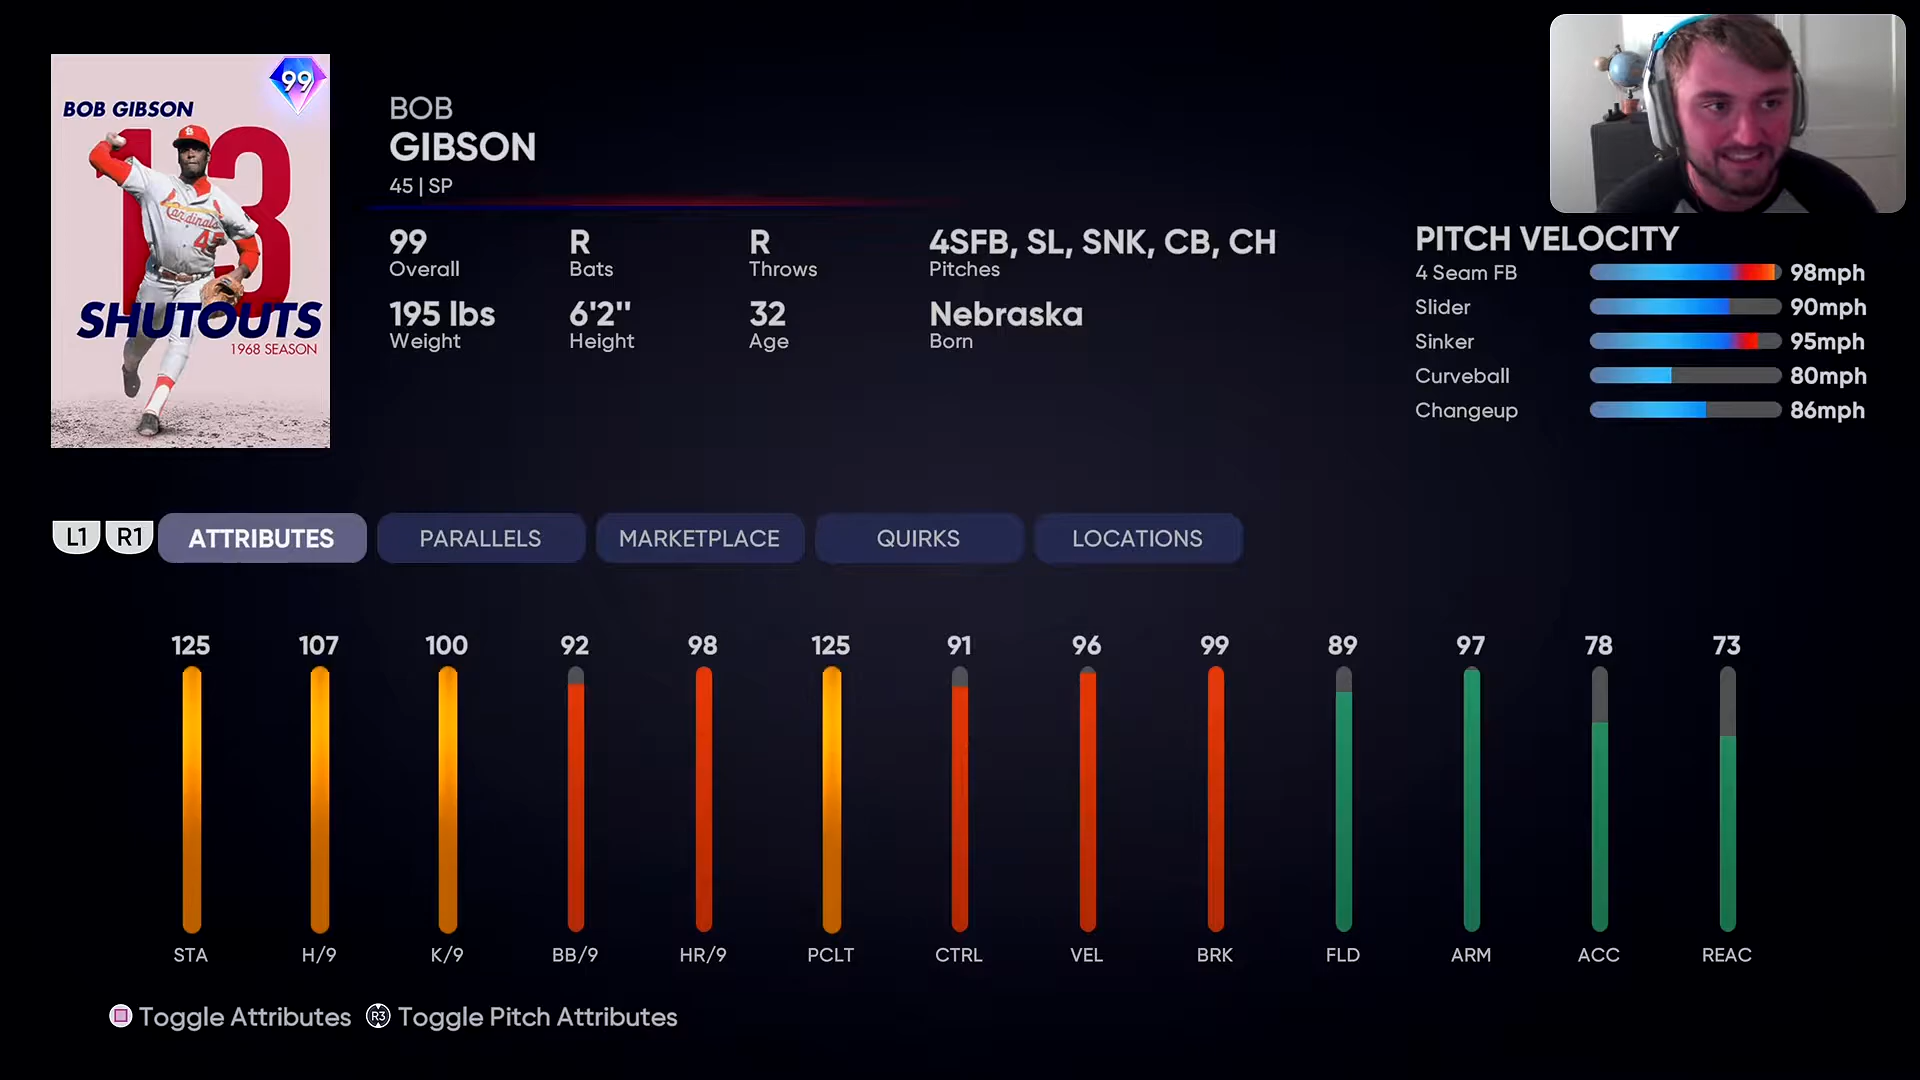 99
BOB GIBSON
13
Cardinals
SHUTOUTS
1968 SEASON
BOB
GIBSON
45 | SP
99
Overall
R
Bats
R
Throws
4SFB, SL, SNK, CB, CH
Pitches
195 lbs
Weight
6'2''
Height
32
Age
Nebraska
Born
PITCH VELOCITY
4 Seam FB 98mph
Slider 90mph
Sinker 95mph
Curveball 80mph
Changeup 86mph
L1 R1 ATTRIBUTES PARALLELS MARKETPLACE QUIRKS LOCATIONS
125 107 100 92 98 125 91 96 99 89 97 78 73
STA H/9 K/9 BB/9 HR/9 PCLT CTRL VEL BRK FLD ARM ACC REAC
Toggle Attributes R3 Toggle Pitch Attributes